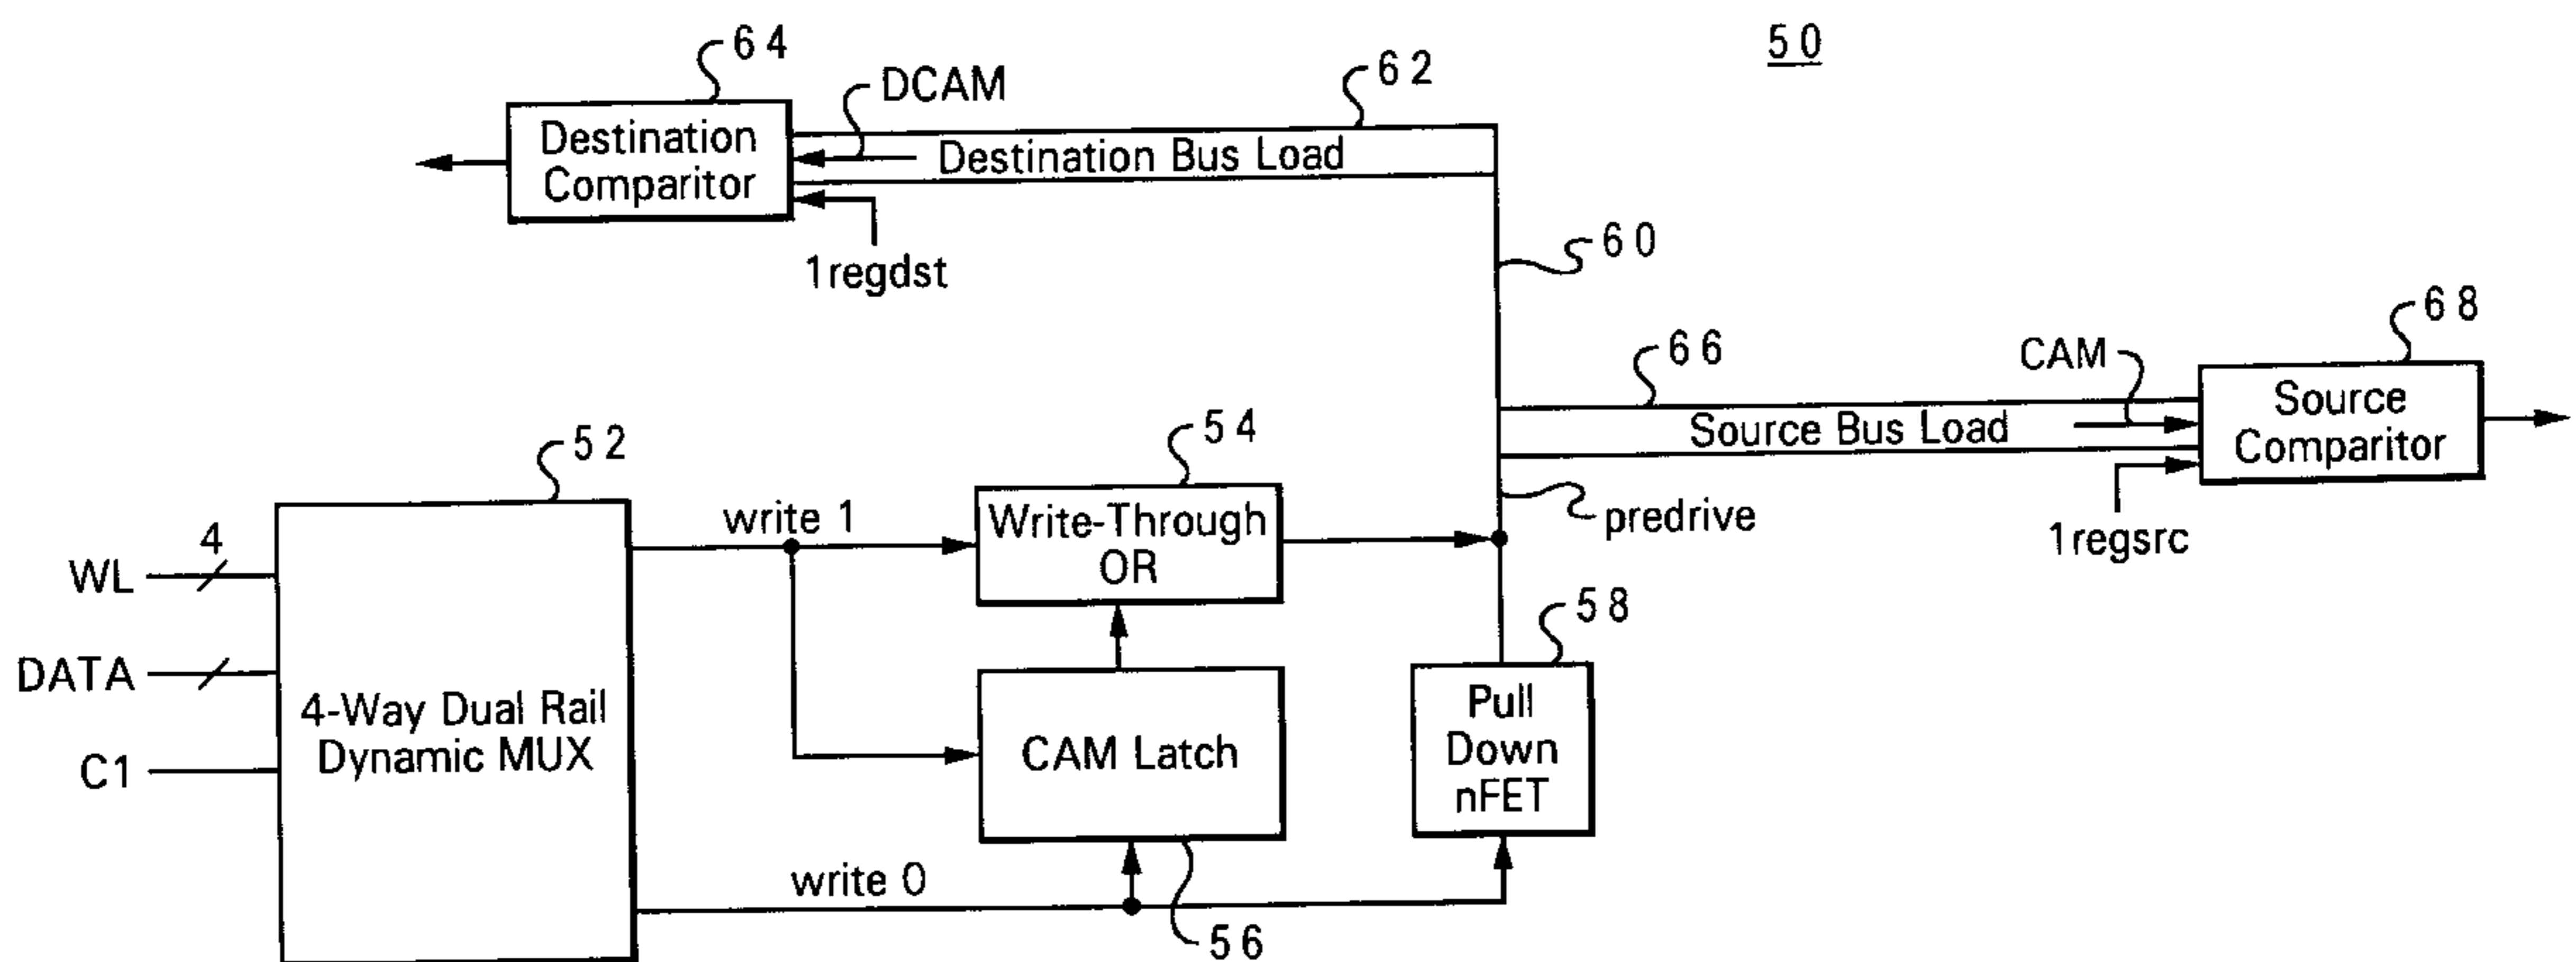 50
64
DCAM
62
Destination
Comparitor
Destination Bus Load
1regdst
60
66
CAM
68
Source Bus Load
Source
Comparitor
1regsrc
predrive
52
54
write 1
Write-Through
OR
4
WL
DATA
C1
4-Way Dual Rail
Dynamic MUX
CAM Latch
58
Pull
Down
nFET
write 0
56